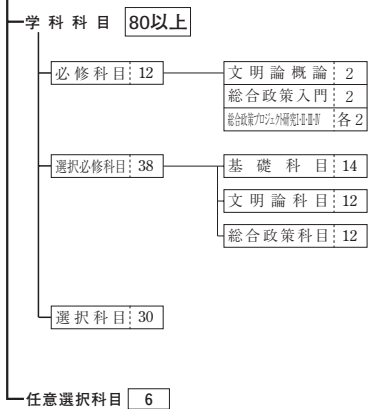 学科科目 80以上
必修科目 12
文明論概論 2
総合政策入門 2
総合政策プロジェクト研究Ⅰ・Ⅱ・Ⅲ・Ⅳ 各2
選択必修科目 38
基礎科目 14
文明論科目 12
総合政策科目 12
選択科目 30
任意選択科目 6